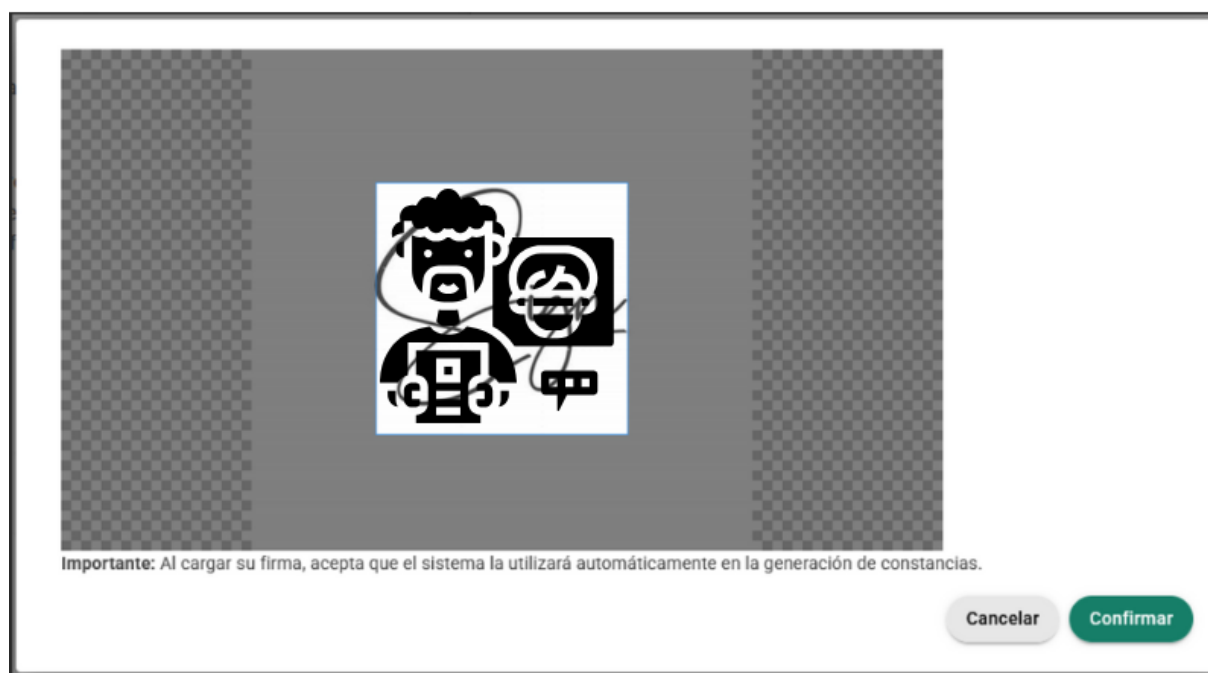 Importante: Al cargar su firma, acepta que el sistema la utilizará automáticamente en la generación de constancias.
Cancelar Confirmar